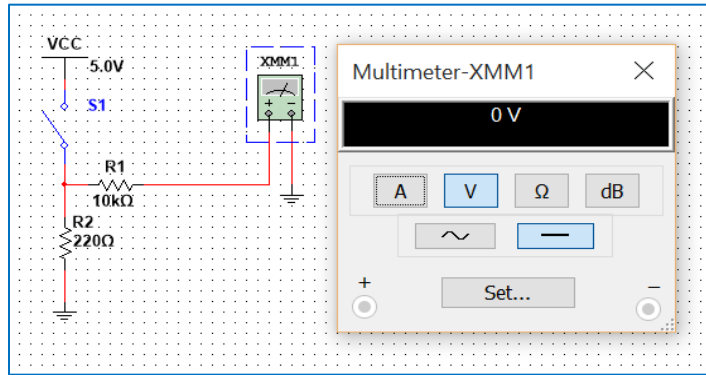 VCC
5.0V
S1
R1
10kΩ
R2
220Ω
XMM1
+ −
Multimeter-XMM1
0 V
A V Ω dB
+ Set... −